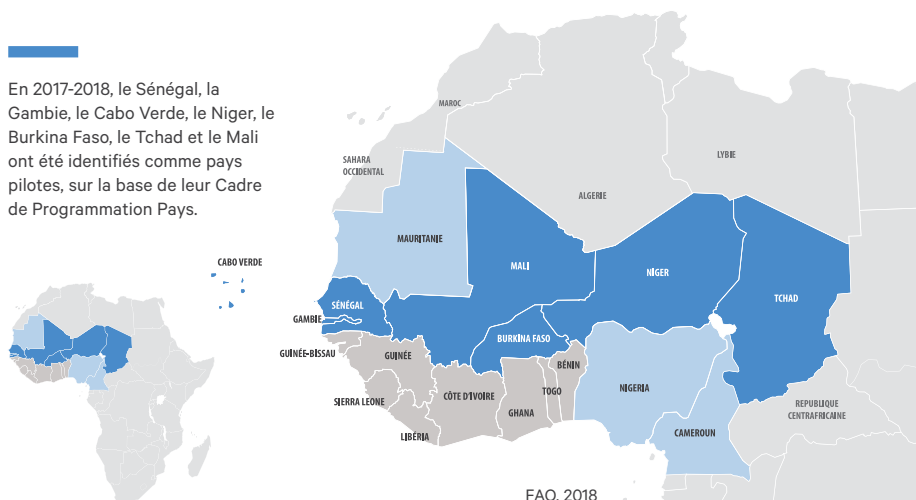 En 2017-2018, le Sénégal, la
Gambie, le Cabo Verde, le Niger, le
Burkina Faso, le Tchad et le Mali
ont été identifiés comme pays
pilotes, sur la base de leur Cadre
de Programmation Pays.
CABO VERDE
MAROC
SAHARA
OCCIDENTAL
ALGERIE
LYBIE
MAURITANIE
MALI
NIGER
TCHAD
SÉNÉGAL
GAMBIE
BURKINA FASO
GUINÉE-BISSAU
GUINÉE
BÉNIN
SIERRA LEONE
CÔTE D'IVOIRE
TOGO
GHANA
NIGERIA
LIBÉRIA
CAMEROUN
REPUBLIQUE
CENTRAFRICAINE
FAO, 2018